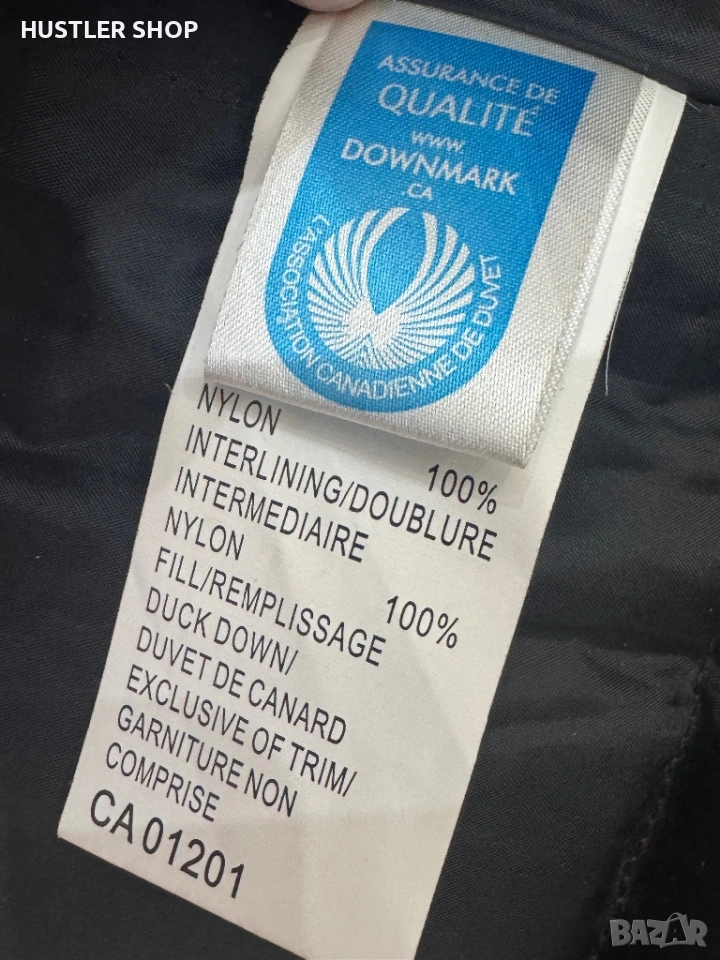 HUSTLER SHOP
ASSURANCE DE
QUALITÉ
www.
DOWNMARK
.CA
L'ASSOCIATION CANADIENNE DE DUVET
NYLON 100%
INTERLINING/DOUBLURE
INTERMEDIAIRE
NYLON 100%
FILL/REMPLISSAGE
DUCK DOWN/
DUVET DE CANARD
EXCLUSIVE OF TRIM/
GARNITURE NON
COMPRISE
CA 01201
BAZAR